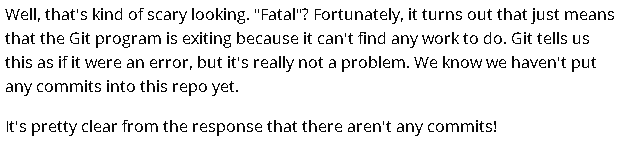 Well, that's kind of scary looking. "Fatal"? Fortunately, it turns out that just means
that the Git program is exiting because it can't find any work to do. Git tells us
this as if it were an error, but it's really not a problem. We know we haven't put
any commits into this repo yet.
It's pretty clear from the response that there aren't any commits!